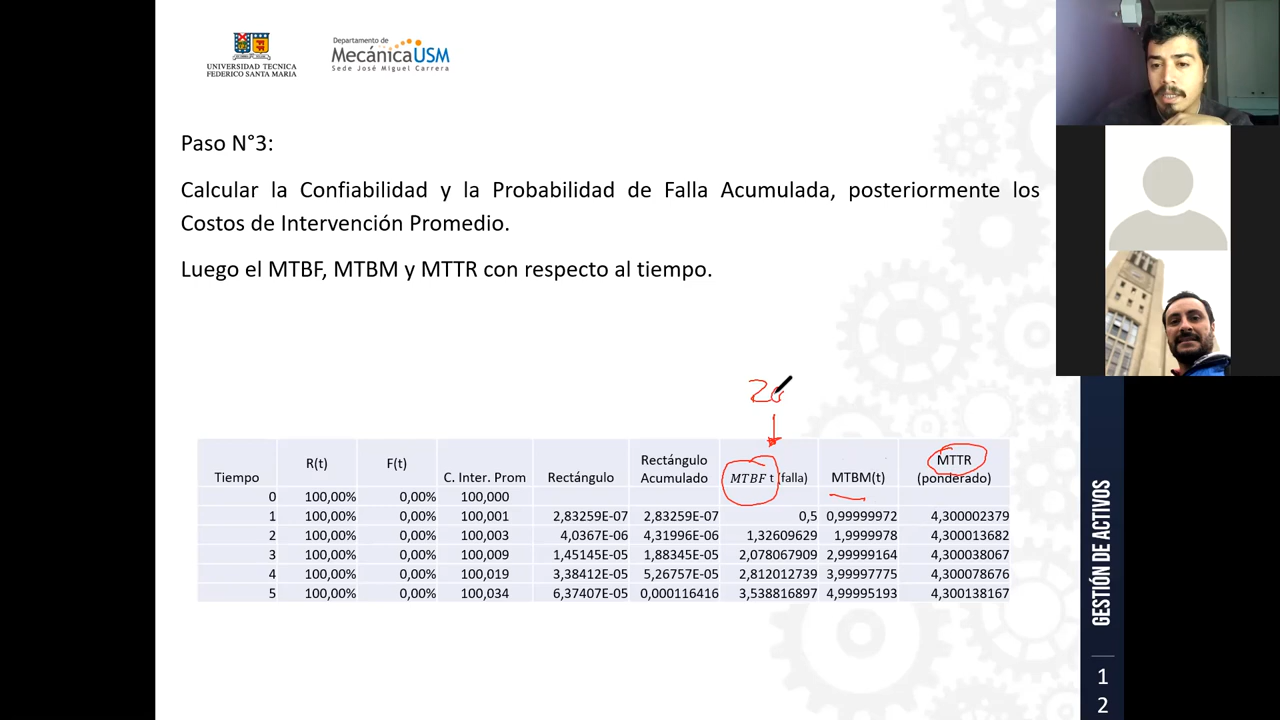 UNIVERSIDAD TECNICA
FEDERICO SANTA MARIA
Departamento de
MecánicaUSM
Sede José Miguel Carrera
Paso N°3:
Calcular la Confiabilidad y la Probabilidad de Falla Acumulada, posteriormente los
Costos de Intervención Promedio.
Luego el MTBF, MTBM y MTTR con respecto al tiempo.
Tiempo R(t) F(t) C. Inter. Prom Rectángulo Rectángulo Acumulado MTBF t (falla) MTBM(t) MTTR (ponderado)
0 100,00% 0,00% 100,000
1 100,00% 0,00% 100,001 2,83259E-07 2,83259E-07 0,5 0,99999972 4,300002379
2 100,00% 0,00% 100,003 4,0367E-06 4,31996E-06 1,32609629 1,9999978 4,300013682
3 100,00% 0,00% 100,009 1,45145E-05 1,88345E-05 2,078067909 2,99999164 4,300038067
4 100,00% 0,00% 100,019 3,38412E-05 5,26757E-05 2,812012739 3,99997775 4,300078676
5 100,00% 0,00% 100,034 6,37407E-05 0,000116416 3,538816897 4,99995193 4,300138167
GESTIÓN DE ACTIVOS
1
2